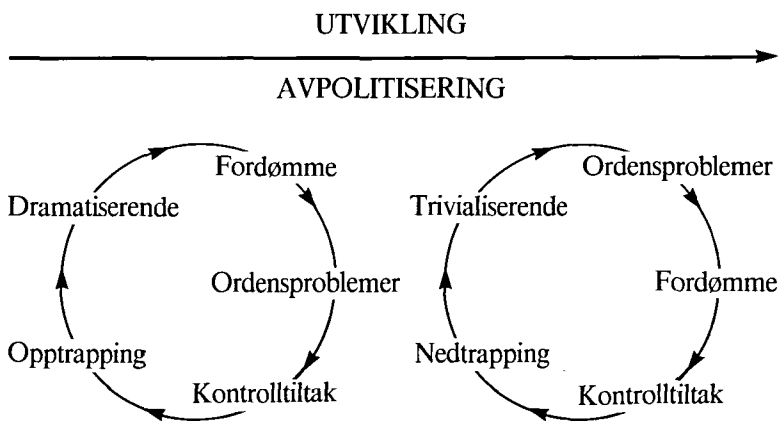 UTVIKLING
AVPOLITISERING
Fordømme
Dramatiserende
Ordensproblemer
Opptrapping
Kontrolltiltak
Ordensproblemer
Trivialiserende
Fordømme
Nedtrapping
Kontrolltiltak